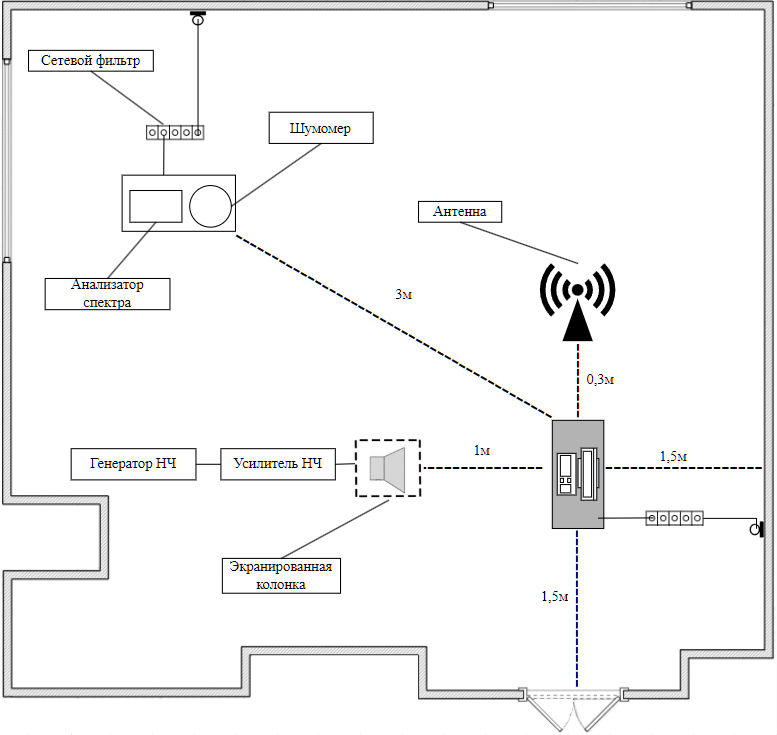 Сетевой фильтр
Шумомер
Антенна
Анализатор
спектра
3м
0,3м
Генератор НЧ
Усилитель НЧ
1м
1,5м
Экранированная
колонка
1,5м